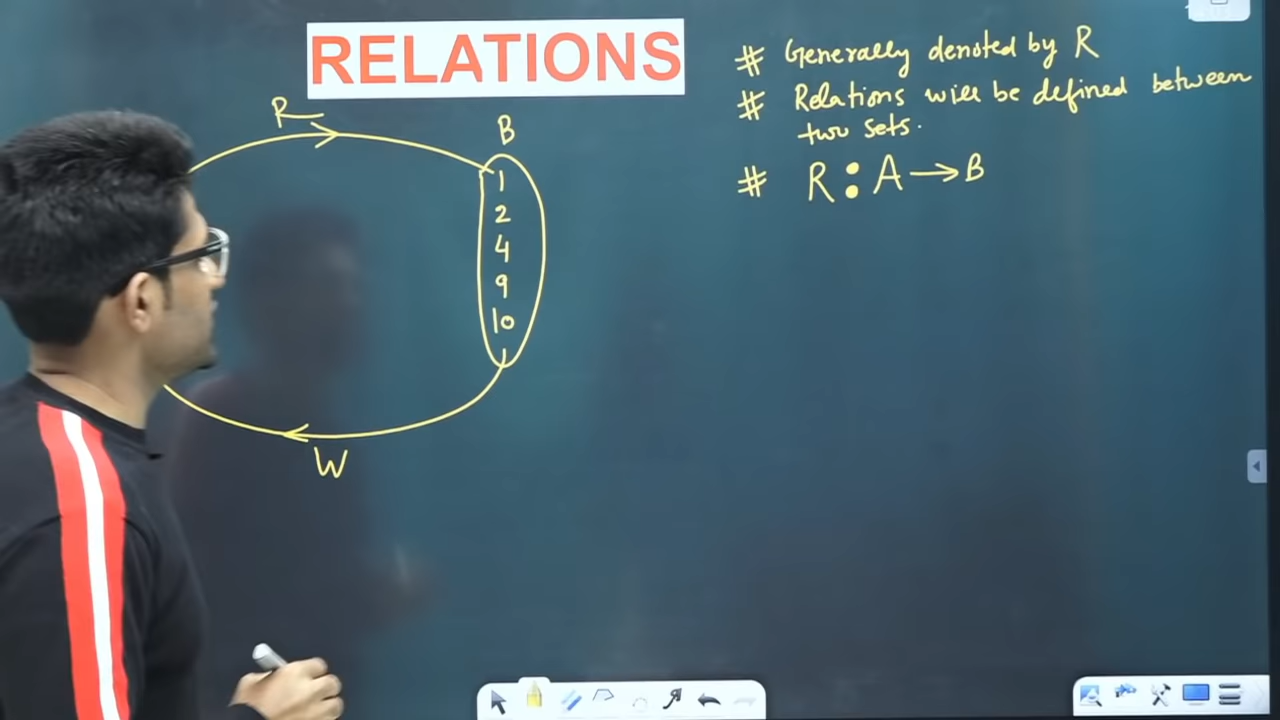 RELATIONS
# Generally denoted by R
# Relations will be defined between
two sets.
# R : A → B
R
B
1
2
4
9
10
W